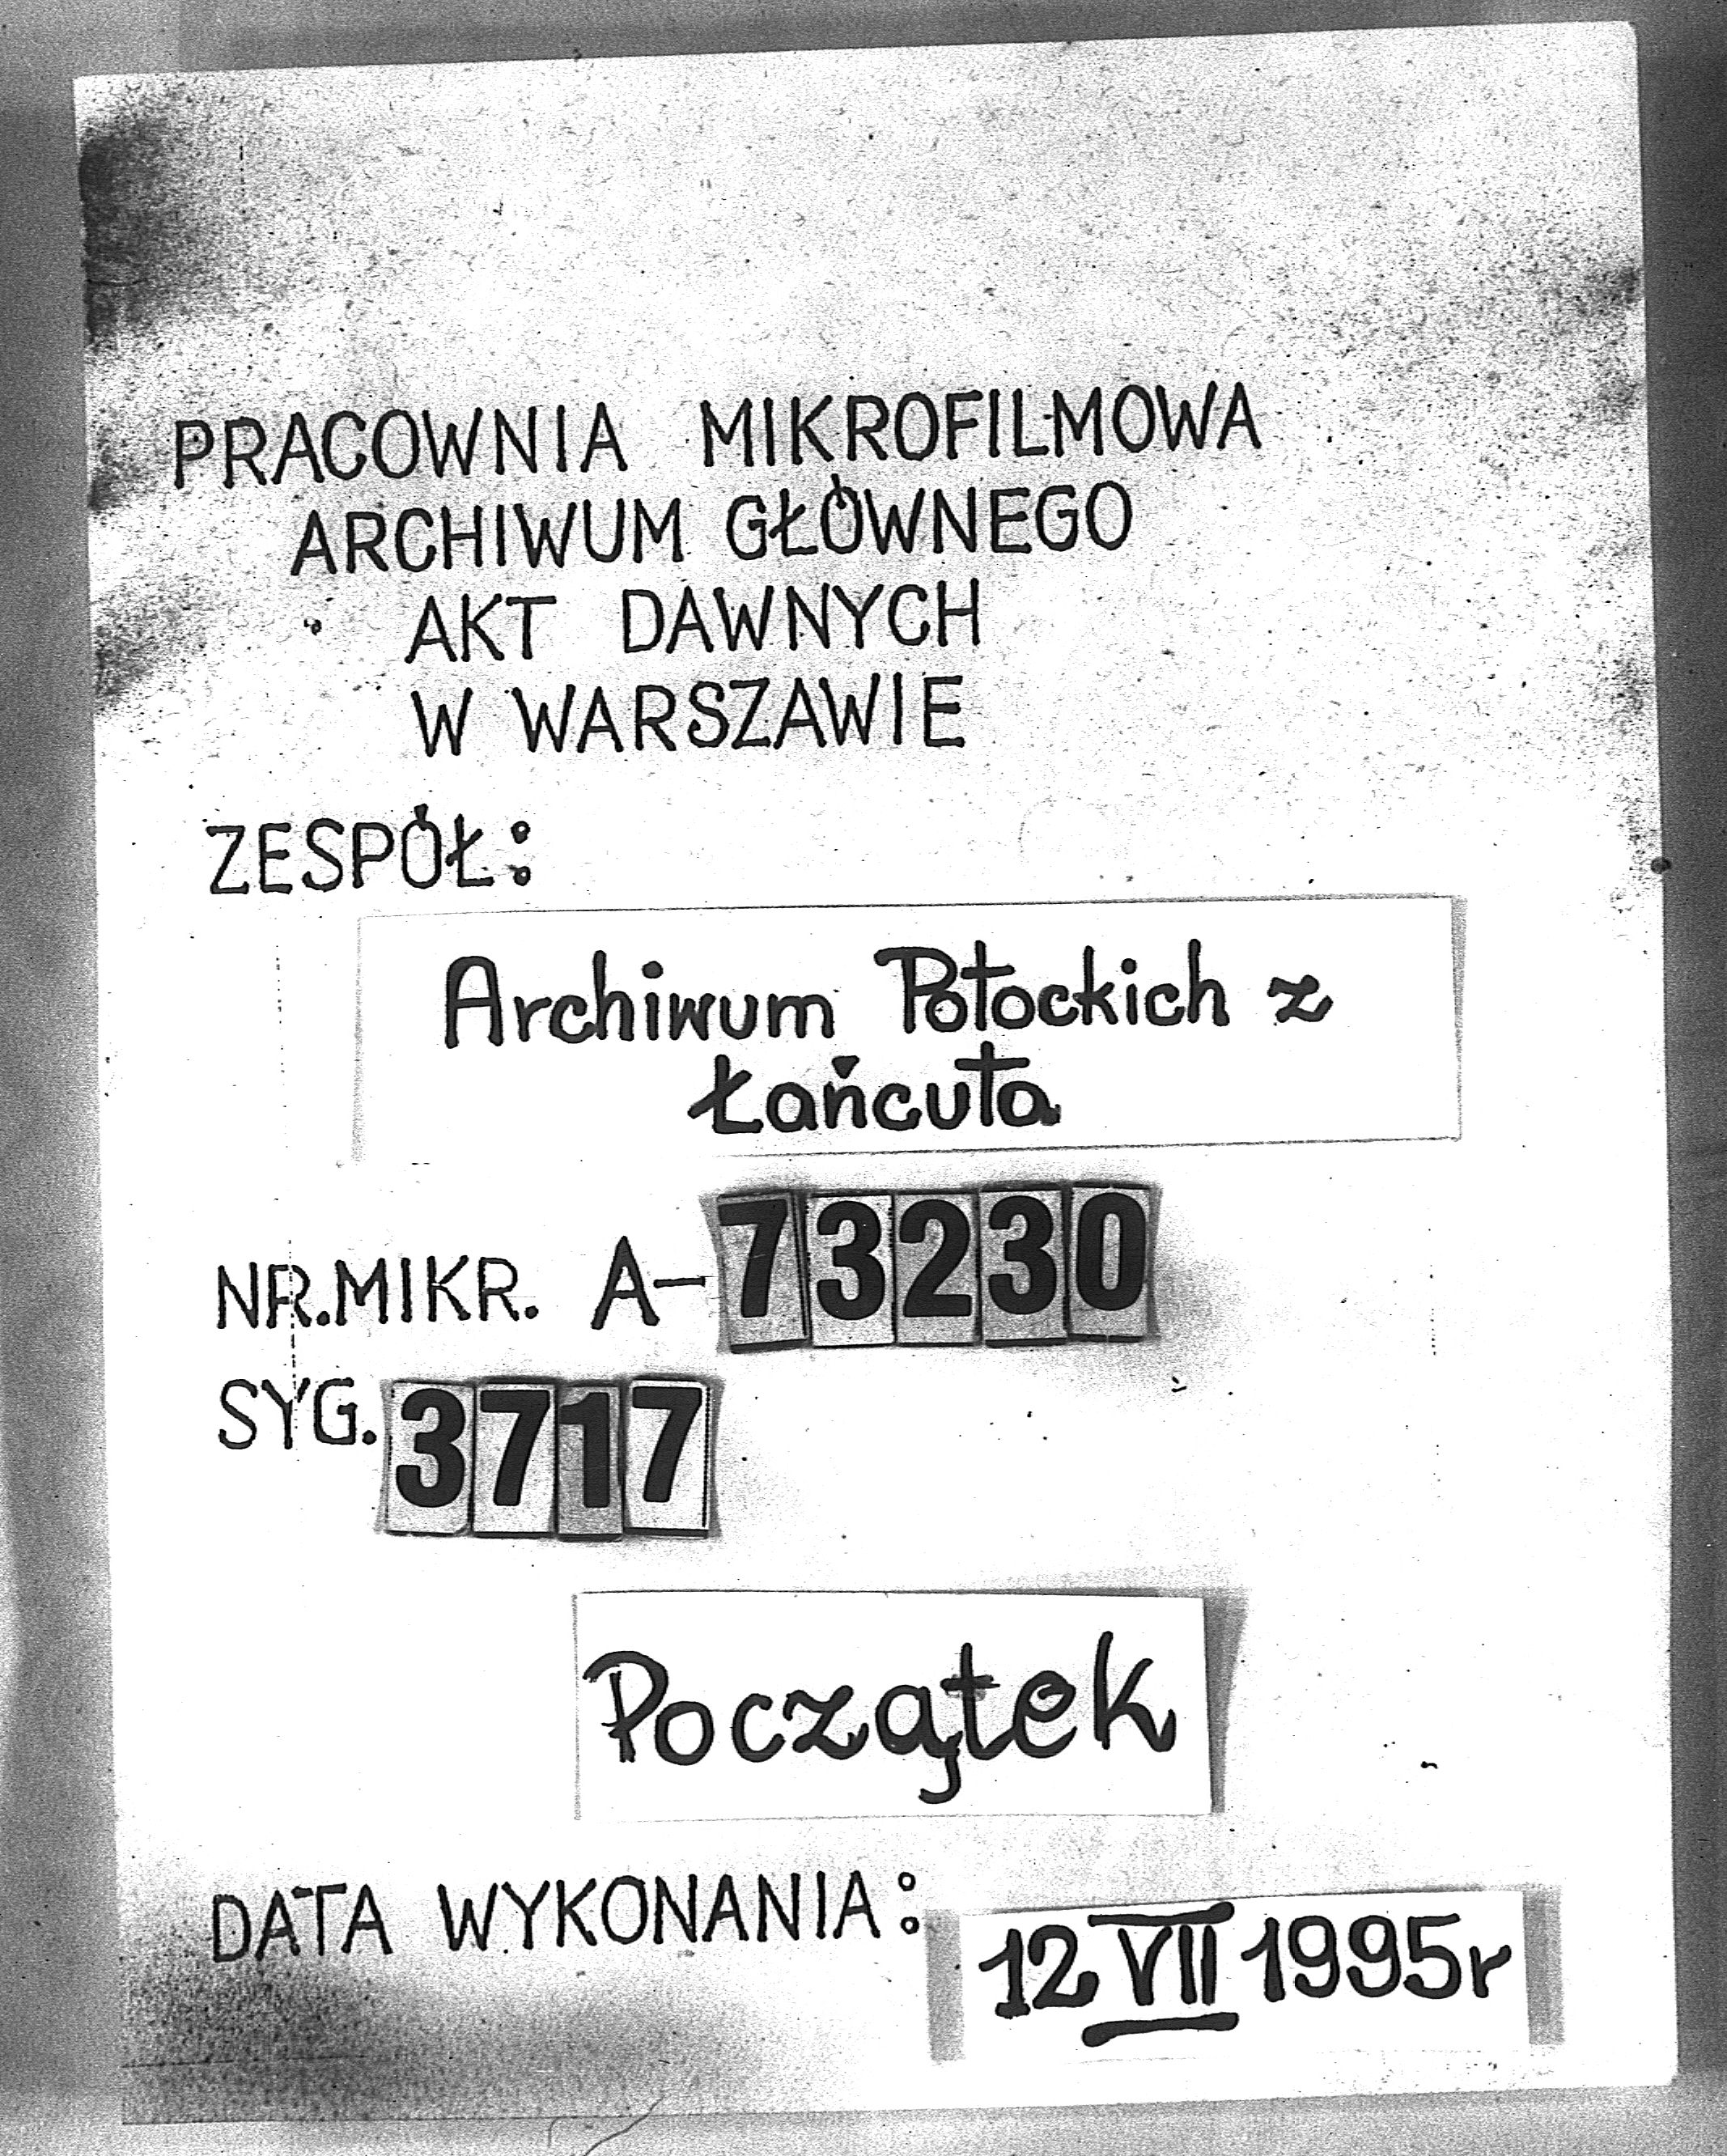 PRACOWNIA MIKROFILMOWA
ARCHIWUM GŁÓWNEGO
AKT DAWNYCH
W WARSZAWIE
ZESPÓŁ:
Archiwum Potockich z
Łańcuta
NR.MIKR. A-73230
SYG. 3717
Początek
DATA WYKONANIA: 12 VII 1995r